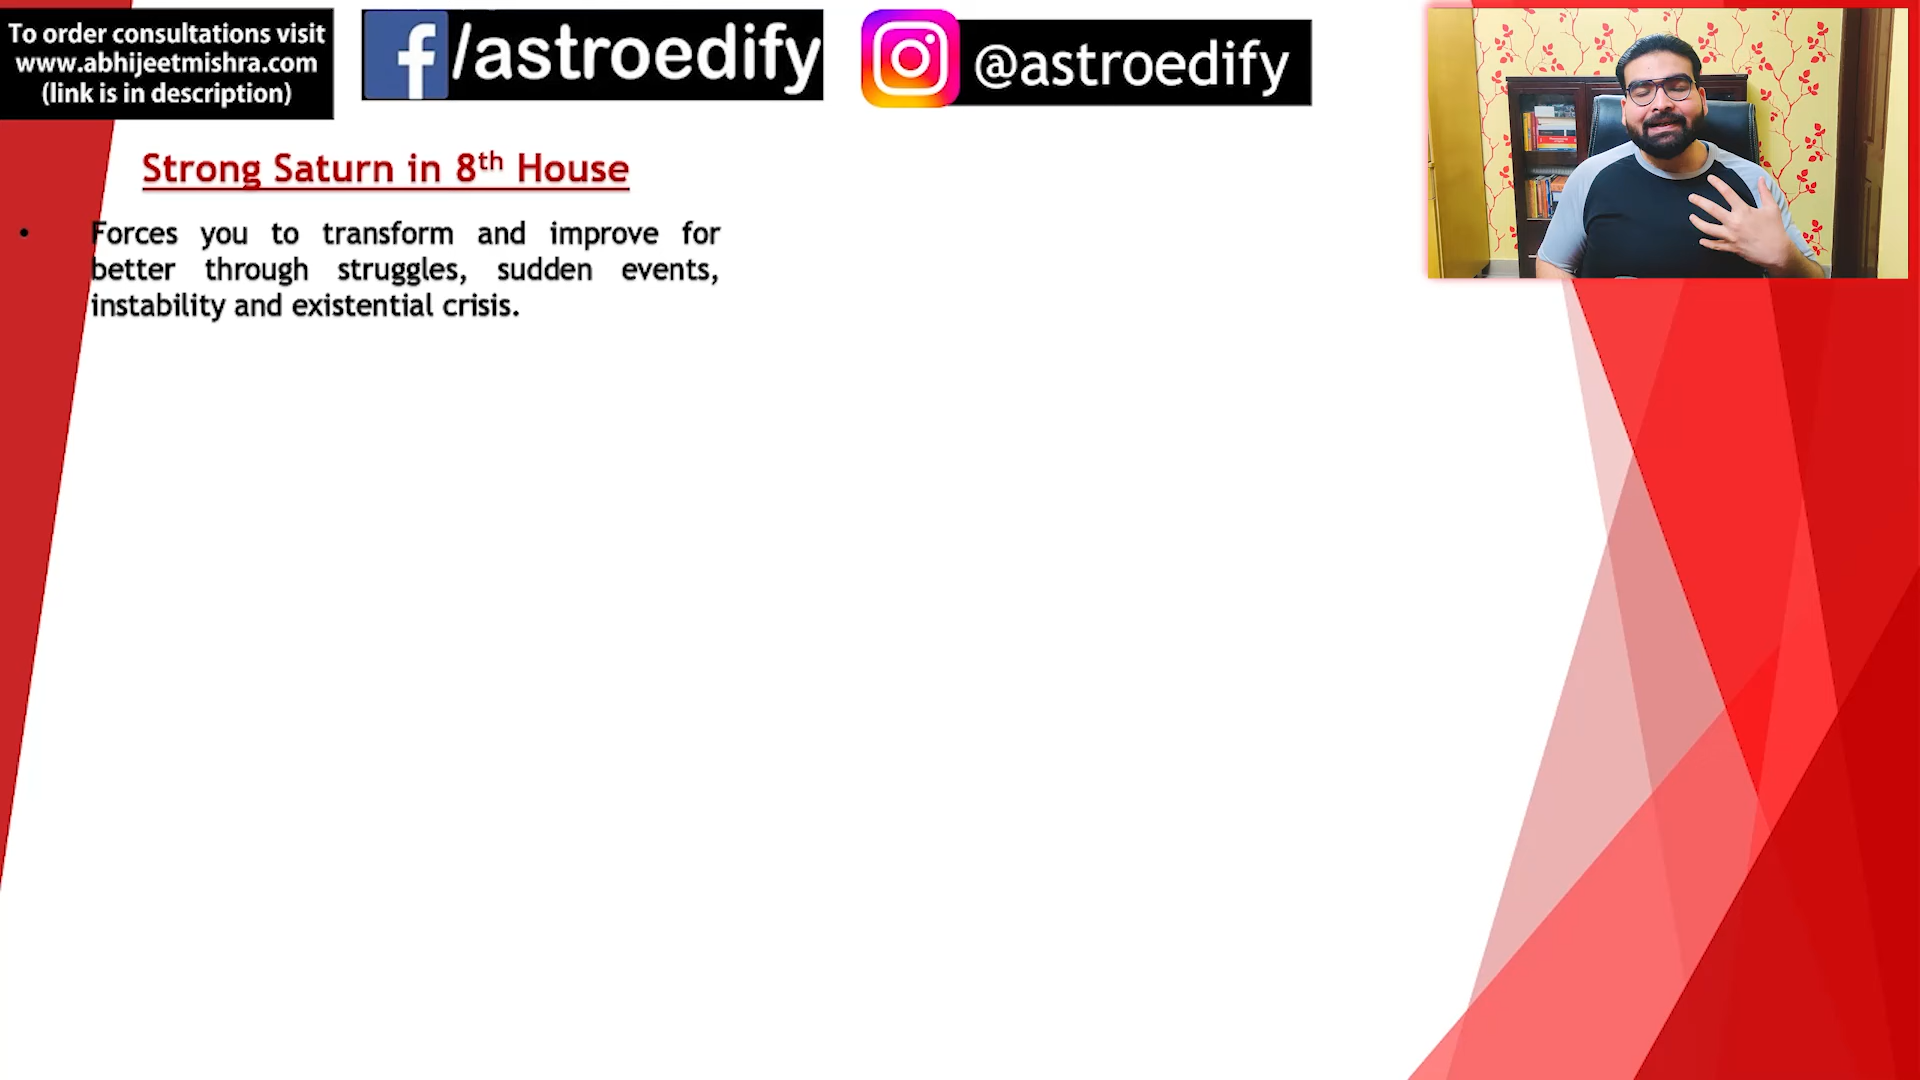 To order consultations visit
www.abhijeetmishra.com
(link is in description)
f/astroedify
@astroedify
Strong Saturn in 8th House
• Forces you to transform and improve for
better through struggles, sudden events,
instability and existential crisis.